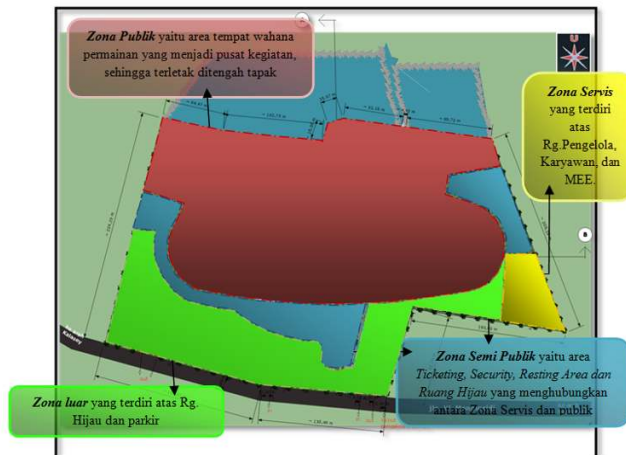 Zona Publik yaitu area tempat wahana
permainan yang menjadi pusat kegiatan,
sehingga terletak ditengah tapak
U
Zona Servis
yang terdiri
atas
Rg.Pengelola,
Karyawan, dan
MEE.
B
Kalasey
Zona Semi Publik yaitu area
Ticketing, Security, Resting Area dan
Ruang Hijau yang menghubungkan
antara Zona Servis dan publik
Zona luar yang terdiri atas Rg.
Hijau dan parkir